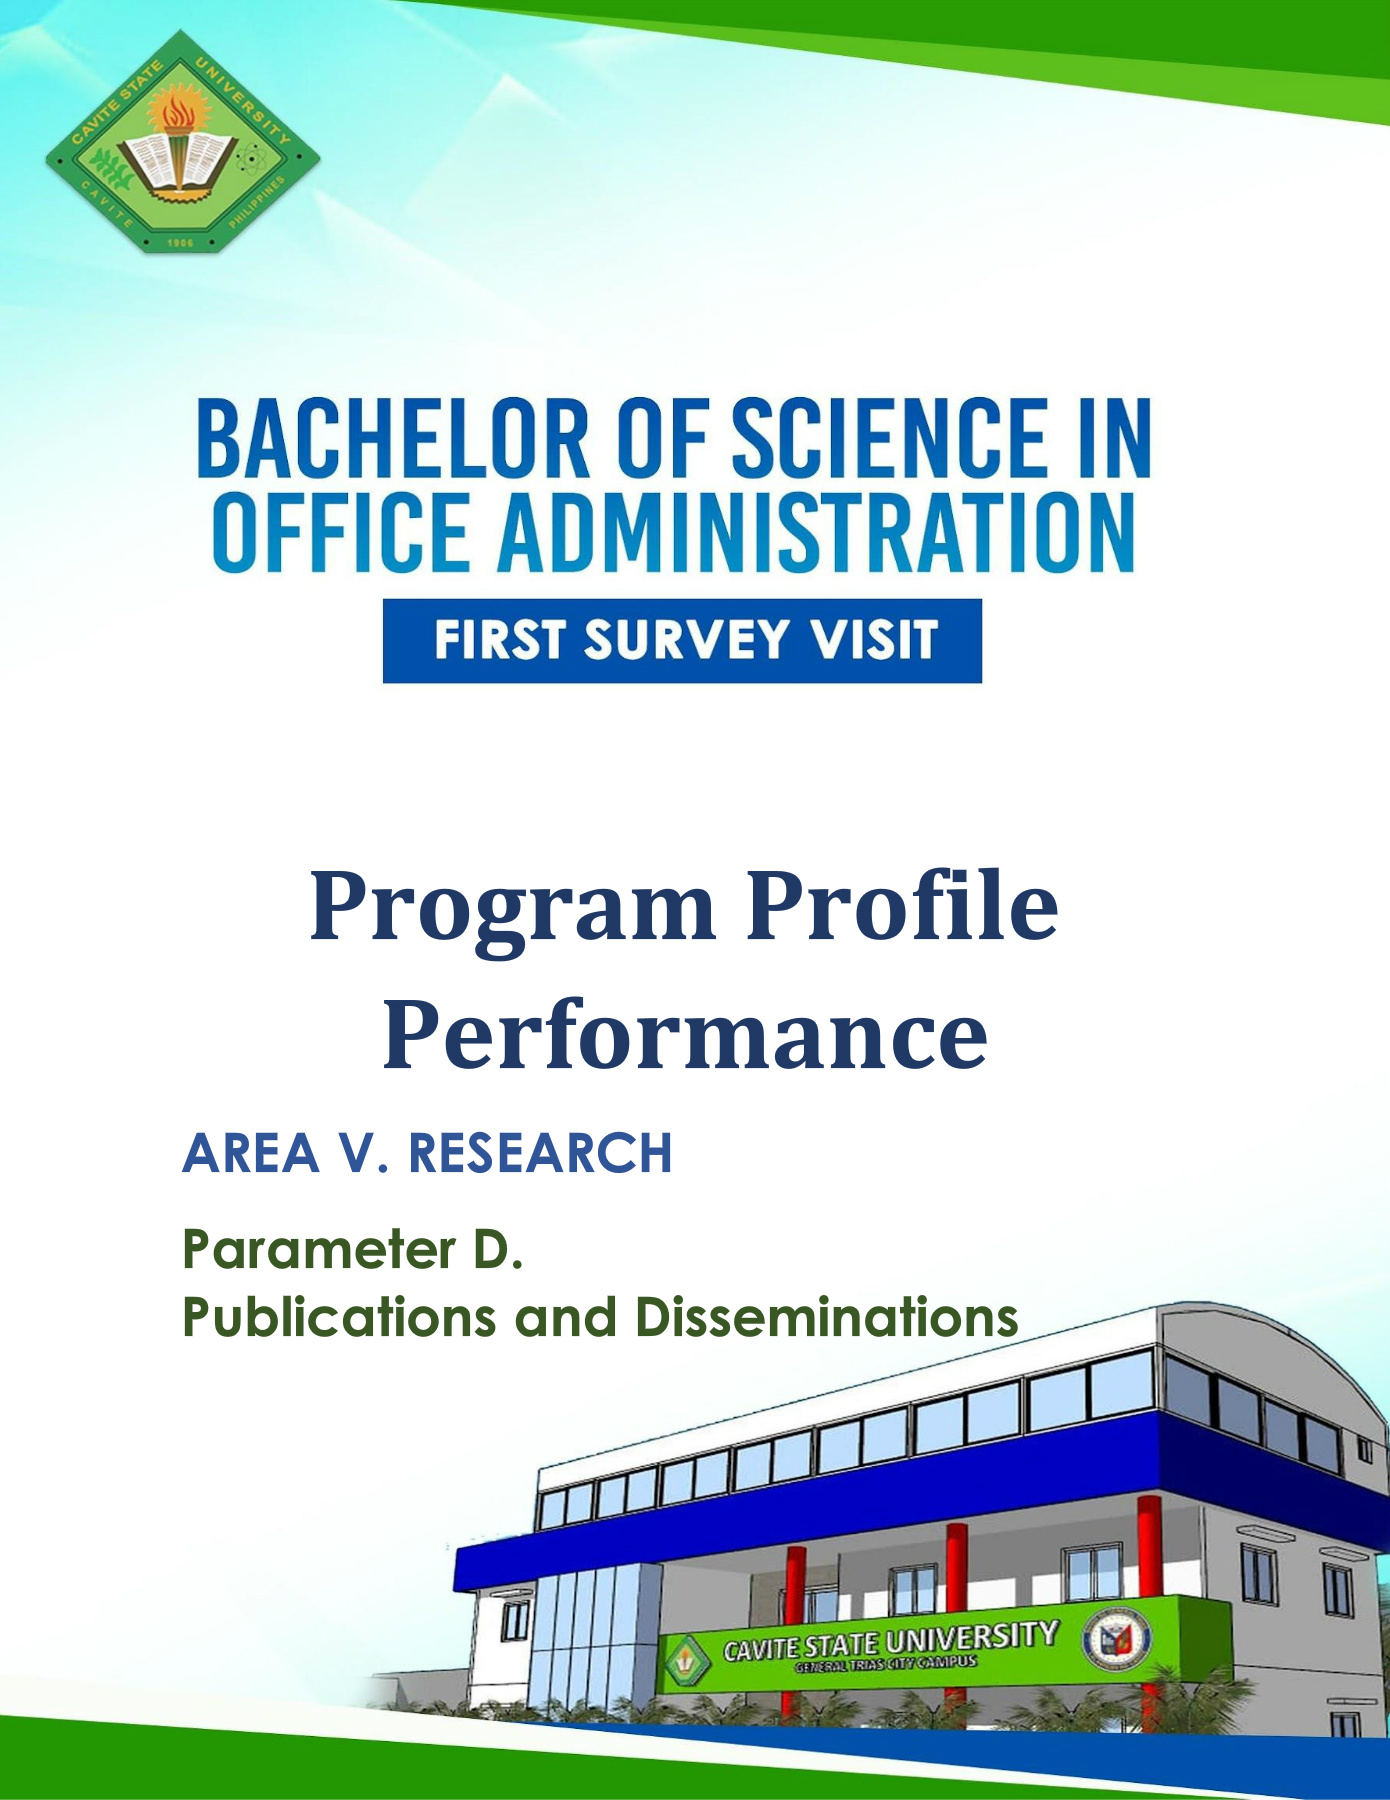 CAVITE STATE UNIVERSITY
CAVITE PHILIPPINES
1906
BACHELOR OF SCIENCE IN
OFFICE ADMINISTRATION
FIRST SURVEY VISIT
Program Profile
Performance
AREA V. RESEARCH
Parameter D.
Publications and Disseminations
CAVITE STATE UNIVERSITY
GENERAL TRIAS CITY CAMPUS